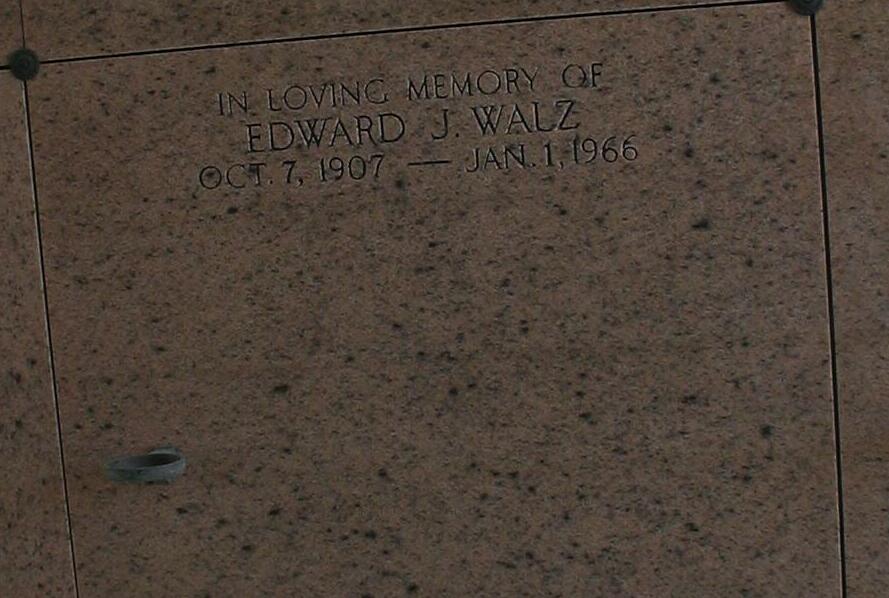 IN LOVING MEMORY OF
EDWARD J. WALZ
OCT. 7, 1907 — JAN. 1, 1966